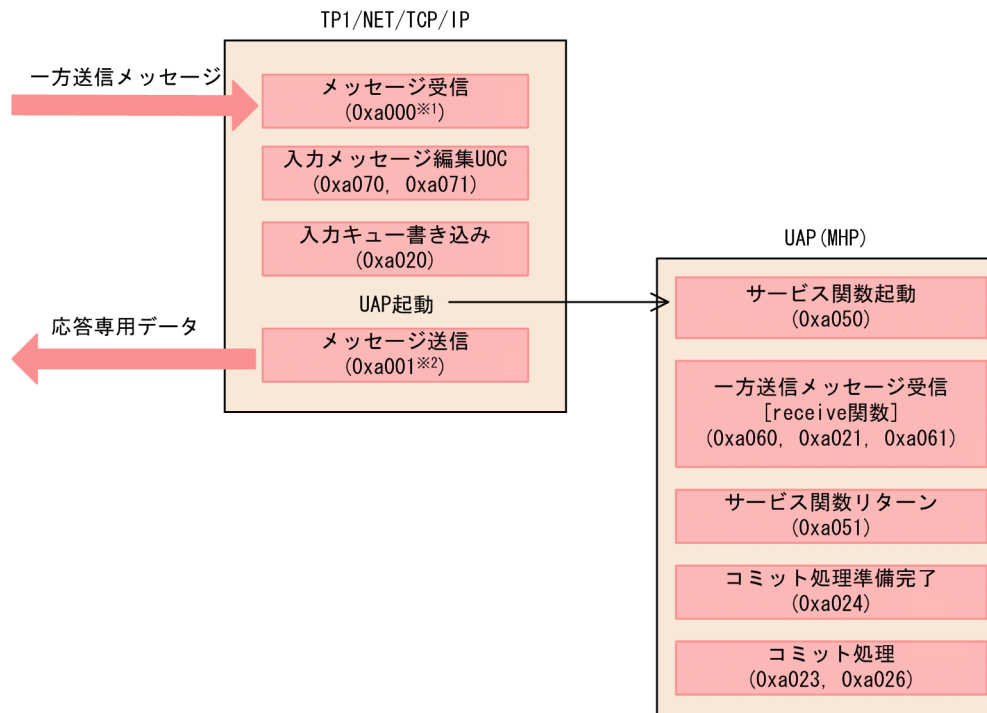 TP1/NET/TCP/IP
一方送信メッセージ
メッセージ受信
(0xa000※1)
入力メッセージ編集UOC
(0xa070, 0xa071)
入力キュー書き込み
(0xa020)
UAP起動
応答専用データ
メッセージ送信
(0xa001※2)
UAP(MHP)
サービス関数起動
(0xa050)
一方送信メッセージ受信
[receive関数]
(0xa060, 0xa021, 0xa061)
サービス関数リターン
(0xa051)
コミット処理準備完了
(0xa024)
コミット処理
(0xa023, 0xa026)